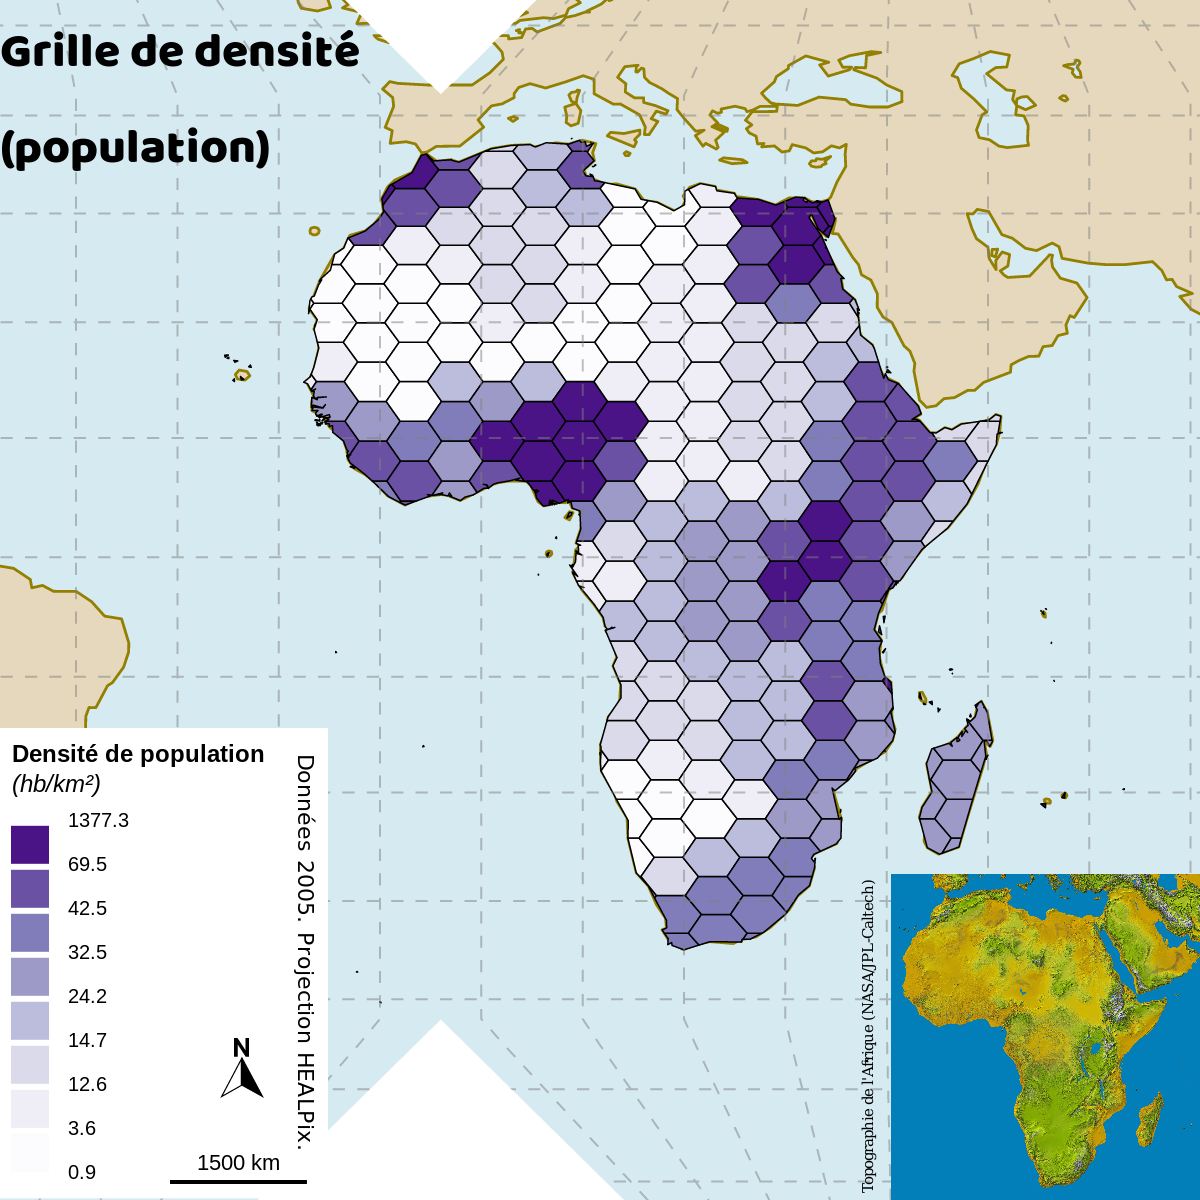 Grille de densité
(population)
Densité de population
(hb/km²)
1377.3
69.5
42.5
32.5
24.2
14.7
12.6
3.6
0.9
N
1500 km
Données 2005. Projection HEALPix.
Topographie de l'Afrique (NASA/JPL-Caltech)